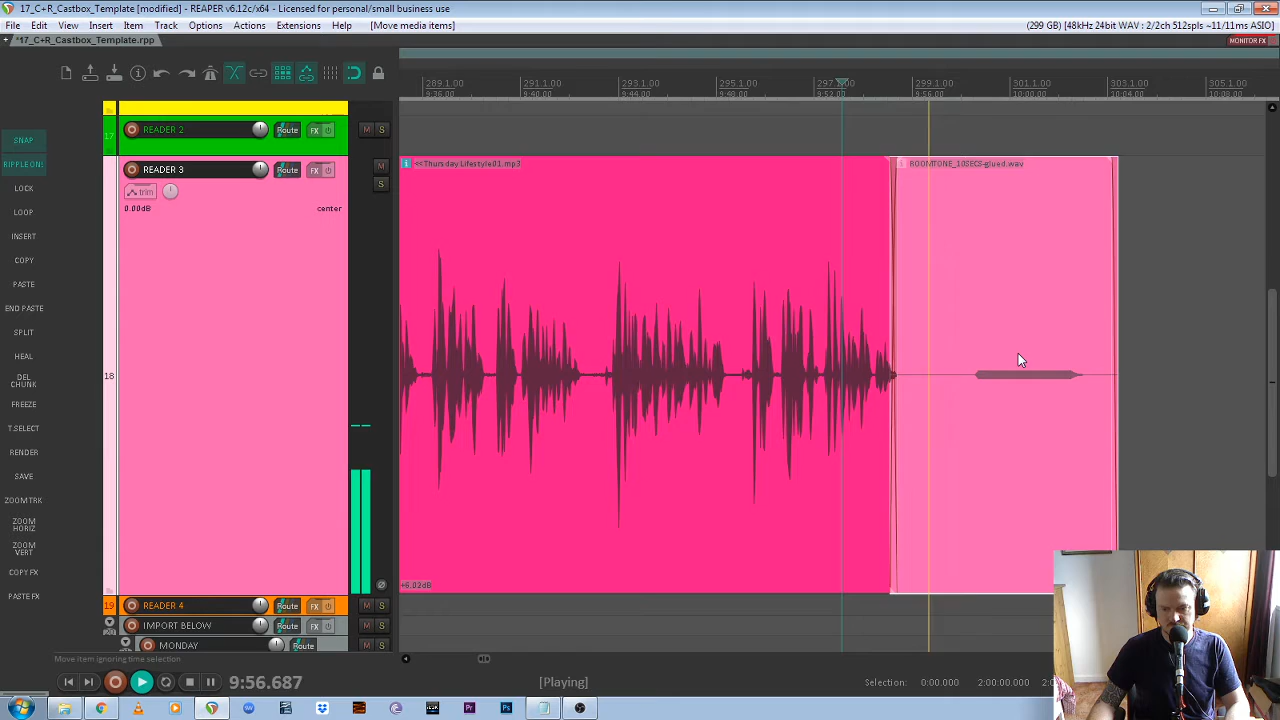 17_C+R_Castbox_Template [modified] - REAPER v6.12c/x64 - Licensed for personal/small business use
File Edit View Insert Item Track Options Actions Extensions Help [Move media items]
(299 GB) [48kHz 24bit WAV : 2/2ch 512spls ~11/11ms ASIO]
*17_C+R_Castbox_Template.rpp
MONITOR FX
289.1.00 291.1.00 293.1.00 295.1.00 297.1.00 299.1.00 301.1.00 303.1.00 305.1.00
9:36.00 9:40.00 9:44.00 9:48.00 9:52.00 9:56.00 10:00.00 10:04.00 10:08.00
17 READER 2 Route FX M S
SNAP
RIPPLE ON!
LOCK
LOOP
INSERT
COPY
PASTE
END PASTE
SPLIT
HEAL
DEL CHUNK
FREEZE
T.SELECT
RENDER
SAVE
ZOOMTRK
ZOOM HORIZ
ZOOM VERT
COPY FX
PASTE FX
READER 3 Route FX M
S
trim
0.00dB center
18
<<Thursday Lifestyle01.mp3
ROOMTONE_10SECS-glued.wav
+6.02dB
19 READER 4 Route FX M S
IMPORT BELOW Route FX M S
MONDAY Route
Move item ignoring time selection
9:56.687
[Playing]
Selection: 0:00.000 2:00:00.000 2:0